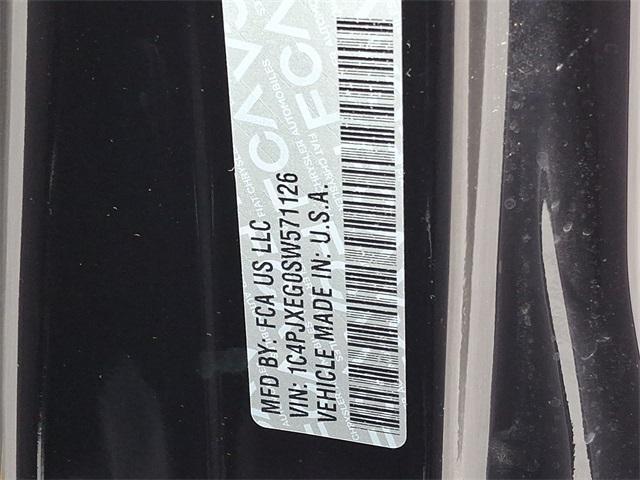 MFD BY: FCA US LLC
VIN: 1C4PJXEG0SW571126
VEHICLE MADE IN: U.S.A.